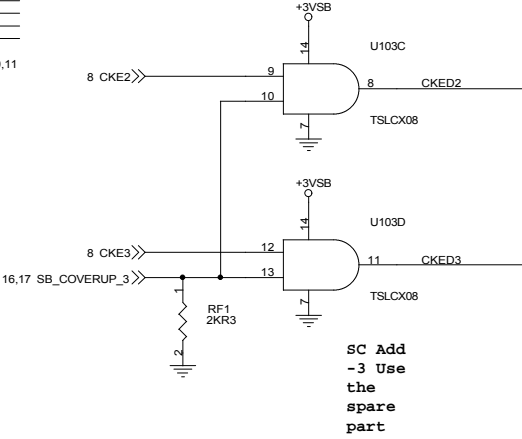 +3VSB
,11
14
U103C
8 CKE2
9
8
CKED2
10
7
TSLCX08
+3VSB
14
U103D
8 CKE3
12
11
CKED3
16,17 SB_COVERUP_3
13
7
TSLCX08
1
RF1
2KR3
2
SC Add
-3 Use
the
spare
part